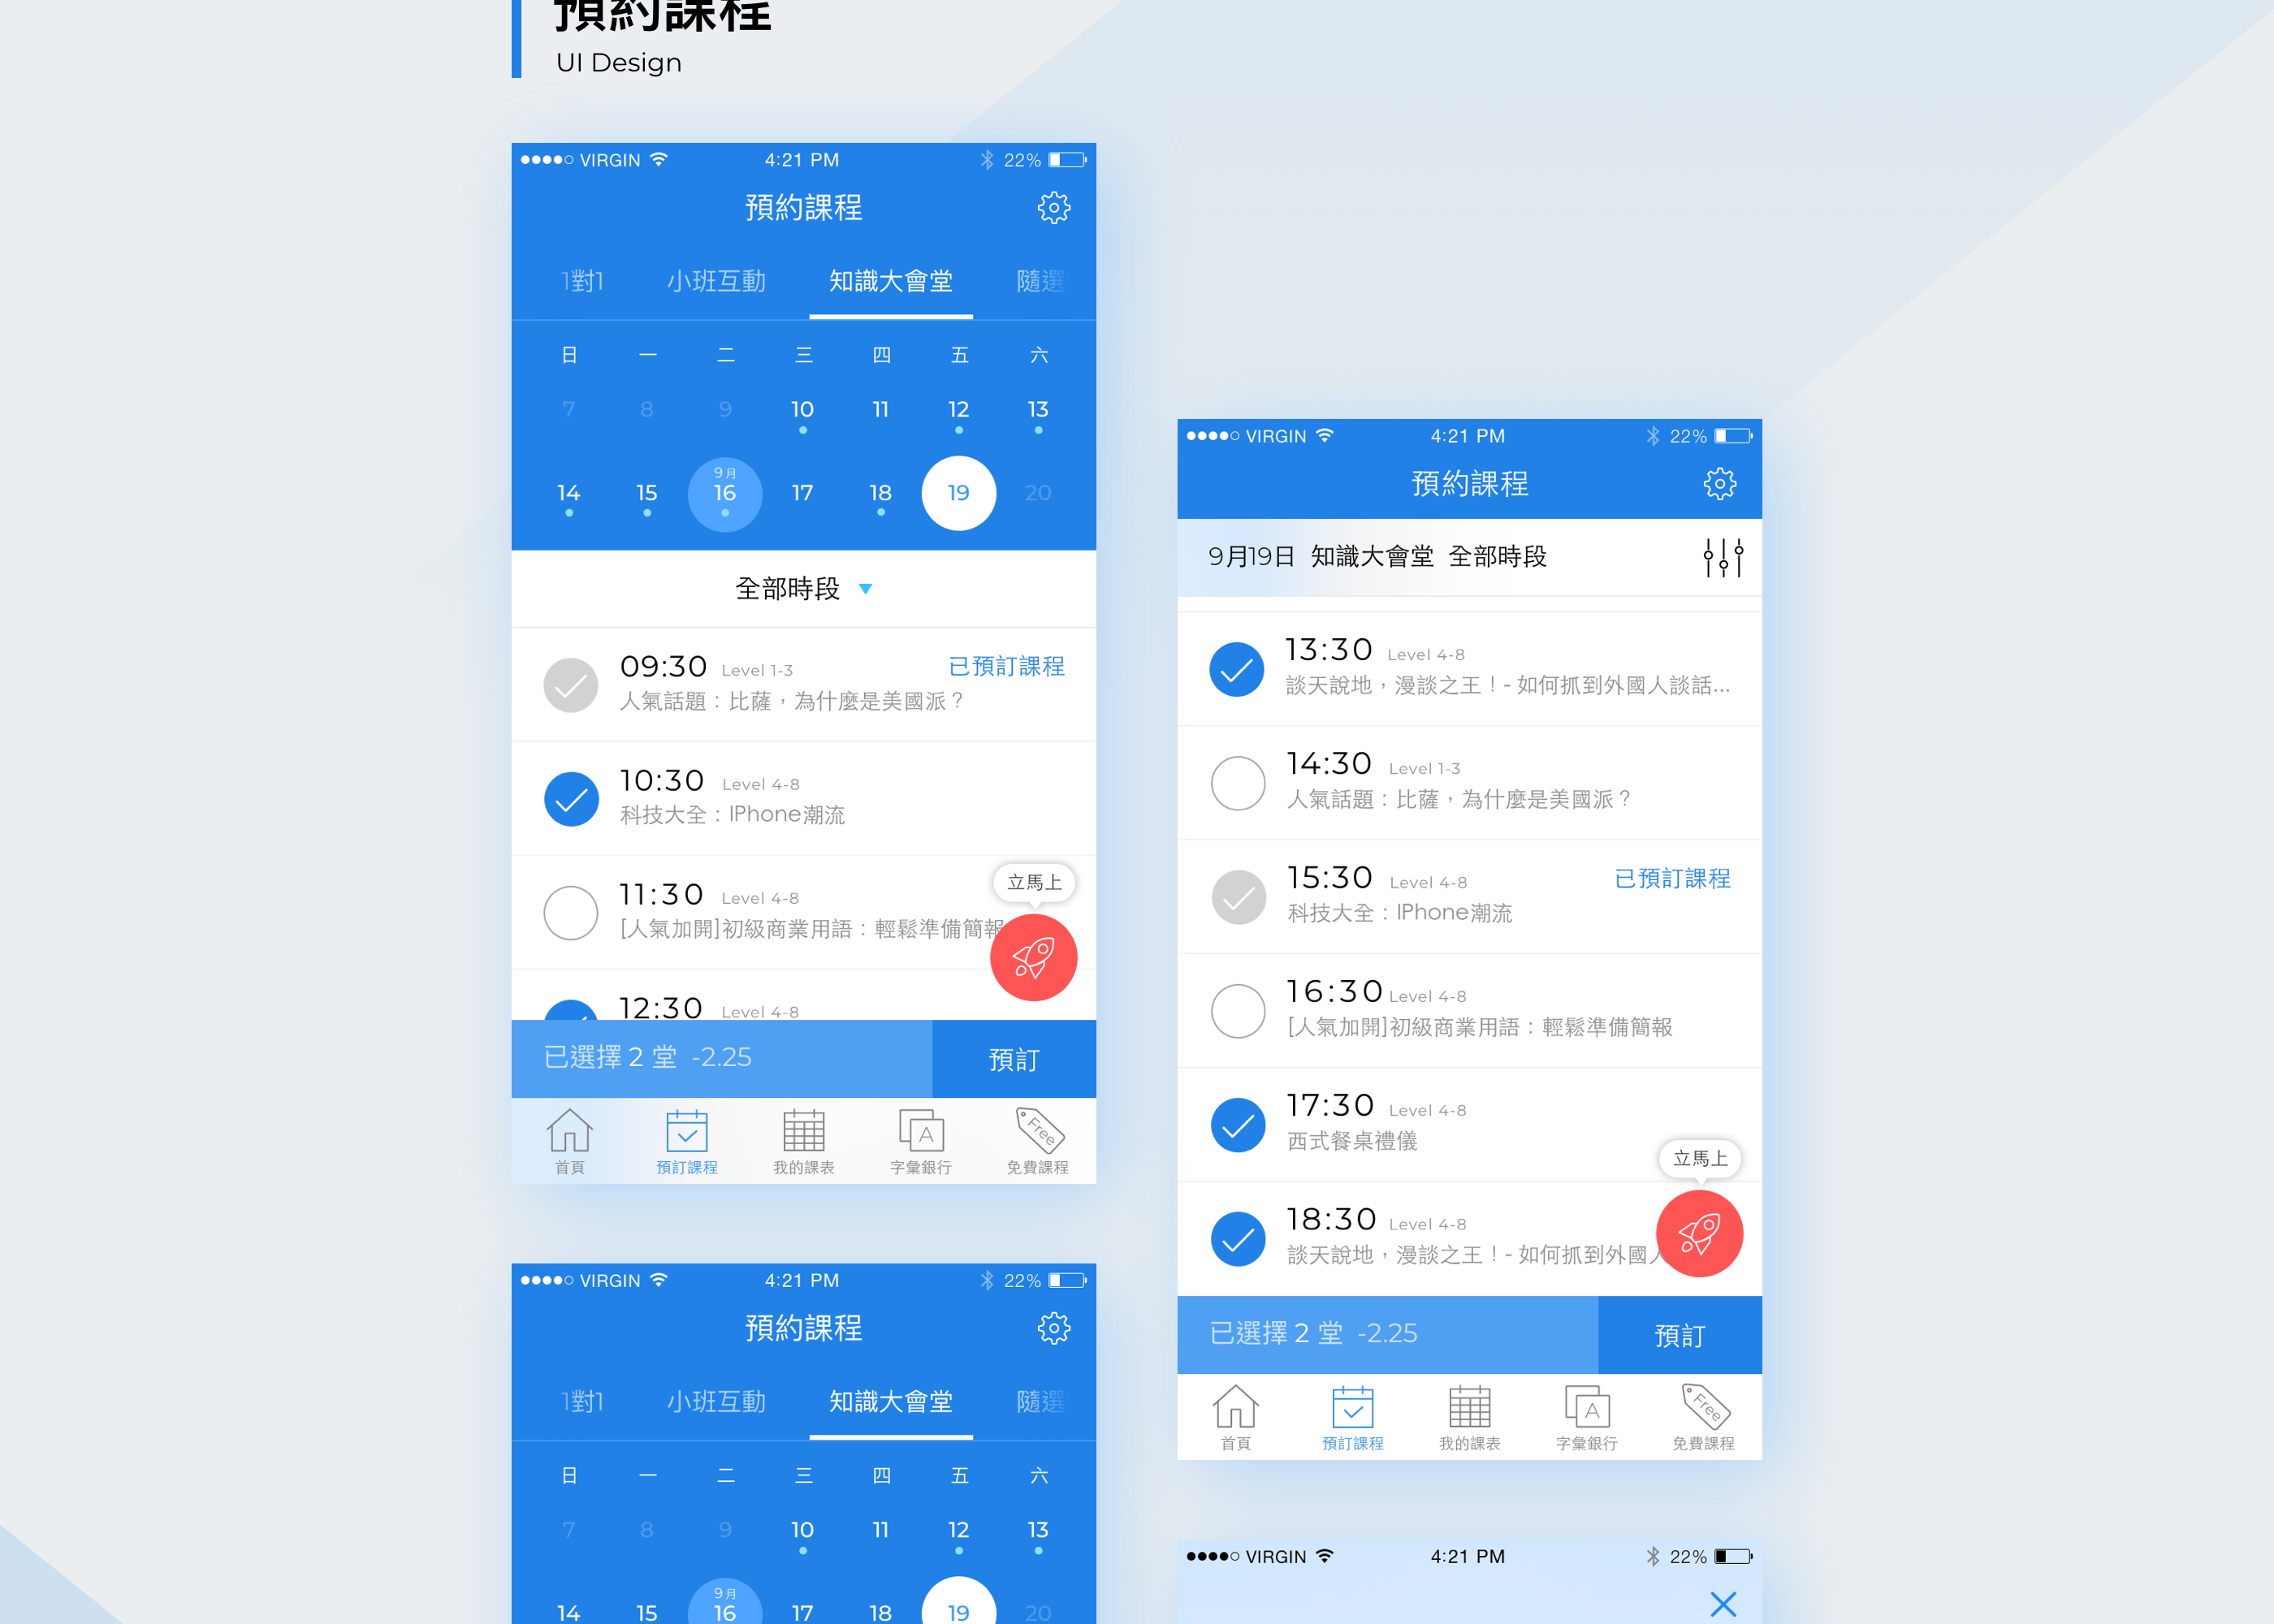 預約課程
UI Design
VIRGIN 4:21 PM 22%
預約課程
1對1 小班互動 知識大會堂 隨選
日 一 二 三 四 五 六
7 8 9 10 11 12 13
9月
14 15 16 17 18 19 20
全部時段
09:30 Level 1-3 已預訂課程
人氣話題：比薩，為什麼是美國派？
10:30 Level 4-8
科技大全：IPhone潮流
立馬上
11:30 Level 4-8
[人氣加開]初級商業用語：輕鬆準備簡報
12:30 Level 4-8
已選擇 2 堂 -2.25 預訂
Free
A
首頁 預訂課程 我的課表 字彙銀行 免費課程
VIRGIN 4:21 PM 22%
預約課程
9月19日 知識大會堂 全部時段
13:30 Level 4-8
談天說地，漫談之王！- 如何抓到外國人談話...
14:30 Level 1-3
人氣話題：比薩，為什麼是美國派？
15:30 Level 4-8 已預訂課程
科技大全：IPhone潮流
16:30 Level 4-8
[人氣加開]初級商業用語：輕鬆準備簡報
17:30 Level 4-8
西式餐桌禮儀
立馬上
18:30 Level 4-8
談天說地，漫談之王！- 如何抓到外國人
已選擇 2 堂 -2.25 預訂
Free
A
首頁 預訂課程 我的課表 字彙銀行 免費課程
VIRGIN 4:21 PM 22%
預約課程
1對1 小班互動 知識大會堂 隨選
日 一 二 三 四 五 六
7 8 9 10 11 12 13
9月
14 15 16 17 18 19 20
VIRGIN 4:21 PM 22%